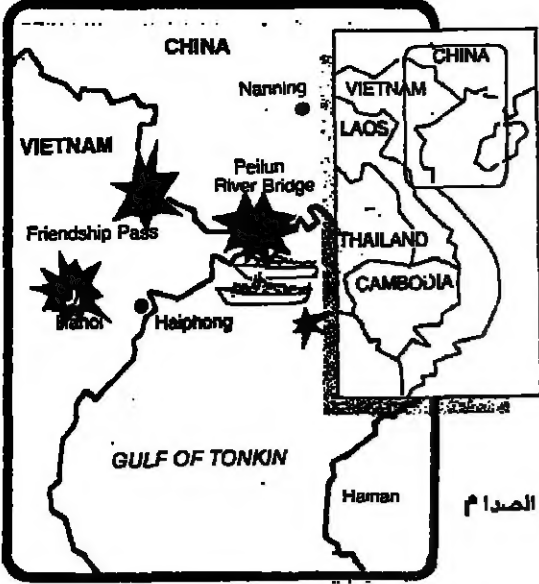 CHINA
Nanning
VIETNAM
Peilun
River Bridge
Friendship Pass
Hanoi
Haiphong
GULF OF TONKIN
Hainan
CHINA
VIETNAM
LAOS
THAILAND
CAMBODIA
الصدام